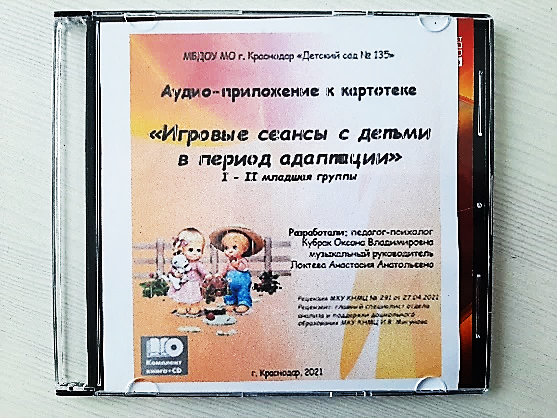 МБДОУ МО г. Краснодар «Детский сад № 135»
Аудио-приложение к картотеке
«Игровые сеансы с детьми
в период адаптации»
I - II младшая группы
Разработали: педагог-психолог
Кубрак Оксана Владимировна
музыкальный руководитель
Локтева Анастасия Анатольевна
Рецензия МКУ КНМЦ № 291 от 27.04.2021
Рецензент: главный специалист отдела
анализа и поддержки дошкольного
образования МКУ КНМЦ И.В.
Комплект
книга+CD
г. Краснодар, 2021